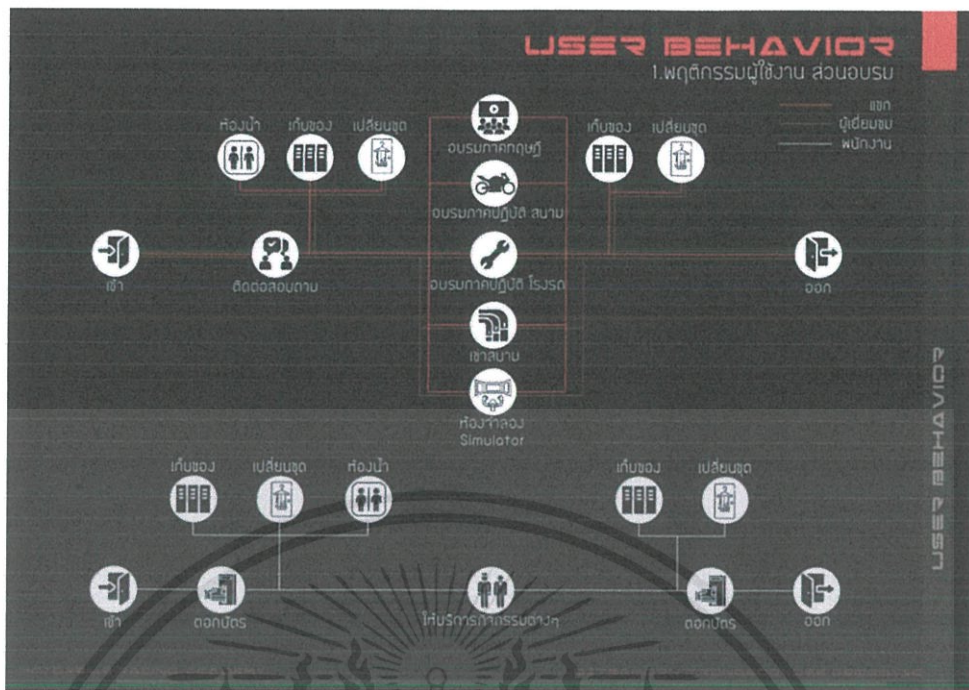 USER BEHAVIOR
1.พฤติกรรมผู้ใช้งาน ส่วนอบรม
แขก
ผู้เยี่ยมชม
พนักงาน
ห้องน้ำ
เก็บของ
เปลี่ยนชุด
อบรมภาคทฤษฎี
เก็บของ
เปลี่ยนชุด
อบรมภาคปฏิบัติ สนาม
เข้า
ติดต่อสอบถาม
อบรมภาคปฏิบัติ โรงรถ
ออก
เช่าสนาม
ห้องจำลอง
Simulator
USER BEHAVIOR
เก็บของ
เปลี่ยนชุด
ห้องน้ำ
เก็บของ
เปลี่ยนชุด
เข้า
ตอกบัตร
ให้บริการกิจกรรมต่างๆ
ตอกบัตร
ออก